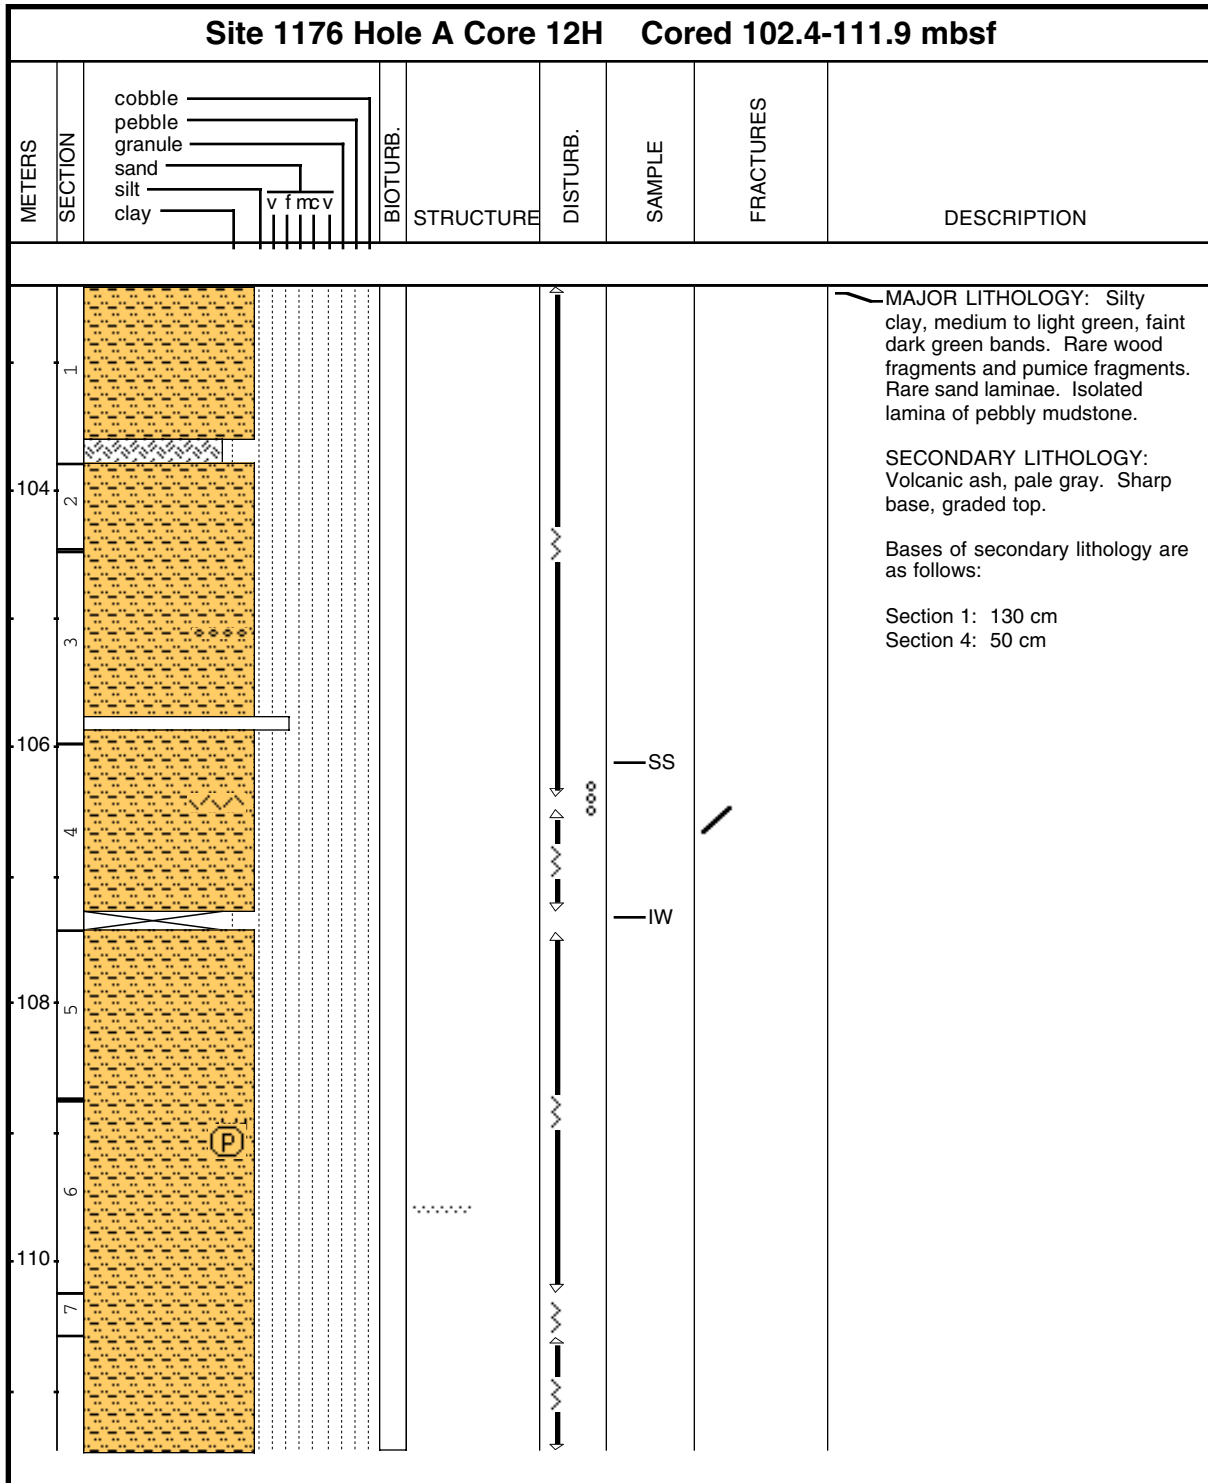 Site 1176 Hole A Core 12H Cored 102.4-111.9 mbsf
METERS
SECTION
cobble
pebble
granule
sand
silt
clay
v f m c v
BIOTURB.
STRUCTURE
DISTURB.
SAMPLE
FRACTURES
DESCRIPTION
MAJOR LITHOLOGY: Silty
clay, medium to light green, faint
dark green bands. Rare wood
fragments and pumice fragments.
Rare sand laminae. Isolated
lamina of pebbly mudstone.
SECONDARY LITHOLOGY:
Volcanic ash, pale gray. Sharp
base, graded top.
Bases of secondary lithology are
as follows:
Section 1: 130 cm
Section 4: 50 cm
1
104
2
3
106
SS
4
IW
108
5
P
6
110
7